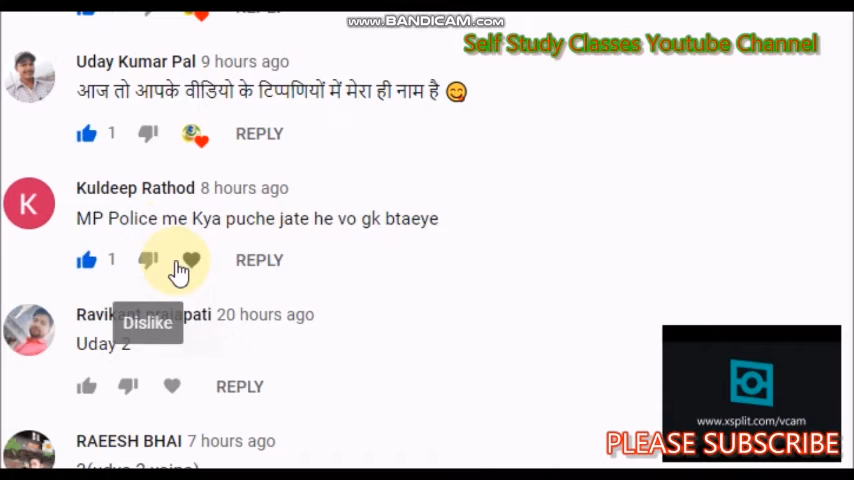 www.BANDICAM.com
Self Study Classes Youtube Channel
Uday Kumar Pal 9 hours ago
आज तो आपके वीडियो के टिप्पणियों में मेरा ही नाम है 😋
1 REPLY
Kuldeep Rathod 8 hours ago
MP Police me Kya puche jate he vo gk btaeye
1 REPLY
Ravikant prajapati 20 hours ago
Dislike
Uday 2
REPLY
www.xsplit.com/vcam
RAEESH BHAI 7 hours ago
PLEASE SUBSCRIBE